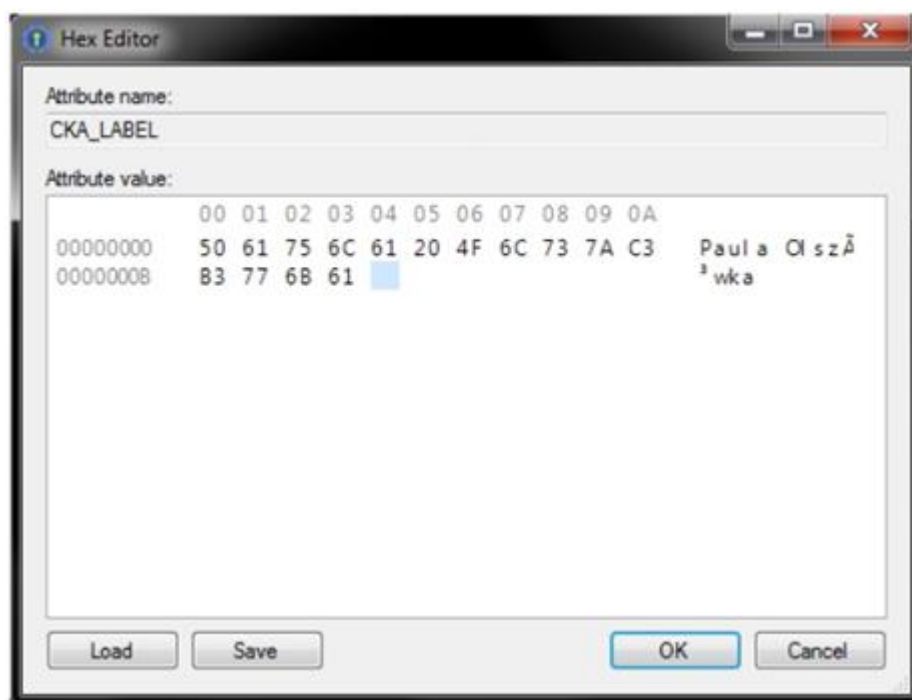 Hex Editor
Attribute name:
CKA_LABEL
Attribute value:
00 01 02 03 04 05 06 07 08 09 0A
00000000 50 61 75 6C 61 20 4F 6C 73 7A C3 Paula OlszÃ
0000000B B3 77 6B 61 ³wka
Load Save OK Cancel